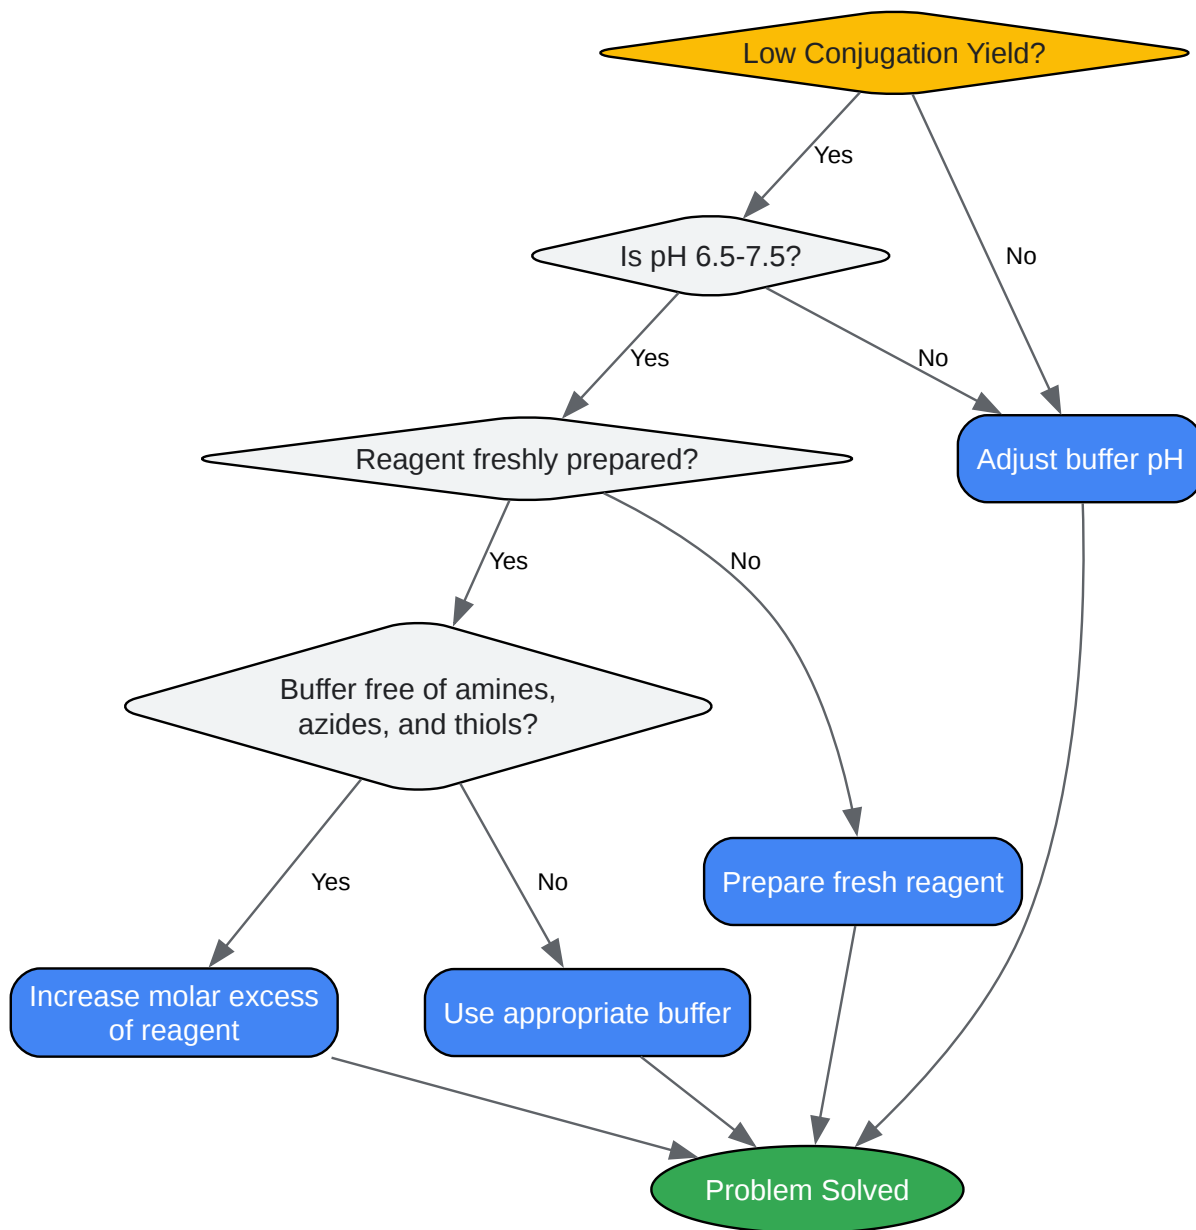 Low Conjugation Yield?
Yes
No
Is pH 6.5-7.5?
Yes
No
Reagent freshly prepared?
Adjust buffer pH
Yes
No
Buffer free of amines,
azides, and thiols?
Yes
No
Prepare fresh reagent
Increase molar excess
of reagent
Use appropriate buffer
Problem Solved